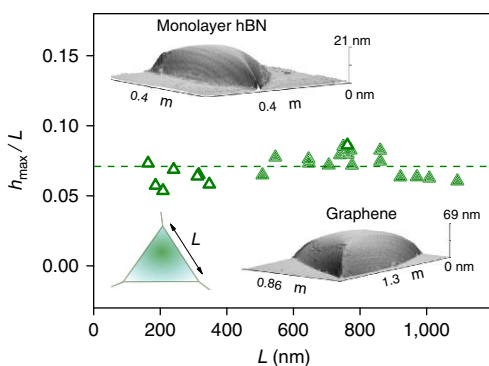 Monolayer hBN
21 nm
0 nm
0.4 m
0.4 m
0.15
0.10
0.05
0.00
h max / L
L
Graphene
69 nm
0 nm
0.86 m
1.3 m
0 200 400 600 800 1,000
L (nm)